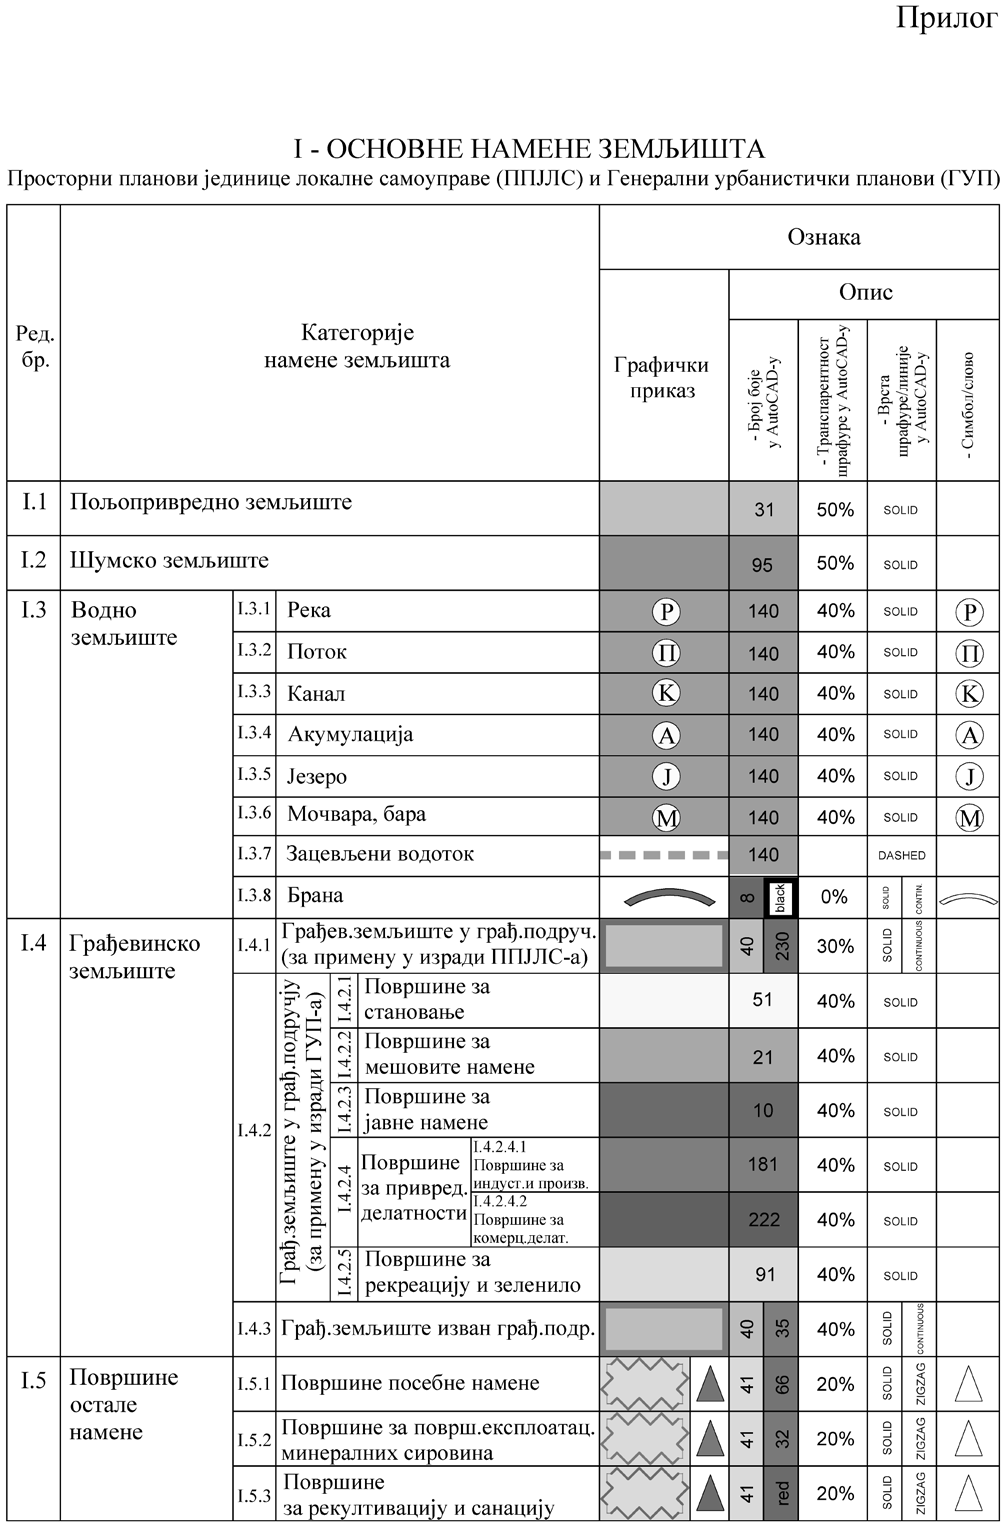 Прилог
I - ОСНОВНЕ НАМЕНЕ ЗЕМЉИШТА
Просторни планови јединице локалне самоуправе (ППЈЛС) и Генерални урбанистички планови (ГУП)
Ред.
бр.
Категорије
намене земљишта
Ознака
Графички
приказ
Опис
- Број боје
у AutoCAD-у
- Транспарентност
шрафуре у AutoCAD-у
- Врста
шрафуре/линије
у AutoCAD-у
- Симбол/слово
I.1 Пољопривредно земљиште 31 50% SOLID
I.2 Шумско земљиште 95 50% SOLID
I.3 Водно
земљиште
I.3.1 Река Р 140 40% SOLID Р
I.3.2 Поток П 140 40% SOLID П
I.3.3 Канал К 140 40% SOLID К
I.3.4 Акумулација А 140 40% SOLID А
I.3.5 Језеро Ј 140 40% SOLID Ј
I.3.6 Мочвара, бара М 140 40% SOLID М
I.3.7 Зацевљени водоток 140 DASHED
I.3.8 Брана 8 black 0% SOLID CONTIN.
I.4 Грађевинско
земљиште
I.4.1 Грађев.земљиште у грађ.подруч.
(за примену у изради ППЈЛС-а) 40 230 30% SOLID CONTINUOUS
I.4.2 Грађ.земљиште у грађ.подручју
(за примену у изради ГУП-а)
I.4.2.1 Површине за
становање 51 40% SOLID
I.4.2.2 Површине за
мешовите намене 21 40% SOLID
I.4.2.3 Површине за
јавне намене 10 40% SOLID
I.4.2.4 Површине
за привред.
делатности
I.4.2.4.1
Површине за
индуст.и произв. 181 40% SOLID
I.4.2.4.2
Површине за
комерц.делат. 222 40% SOLID
I.4.2.5 Површине за
рекреацију и зеленило 91 40% SOLID
I.4.3 Грађ.земљиште изван грађ.подр. 40 35 40% SOLID CONTINUOUS
I.5 Површине
остале
намене
I.5.1 Површине посебне намене 41 66 20% SOLID ZIGZAG
I.5.2 Површине за површ.експлоатац.
минералних сировина 41 32 20% SOLID ZIGZAG
I.5.3 Површине
за рекултивацију и санацију 41 red 20% SOLID ZIGZAG